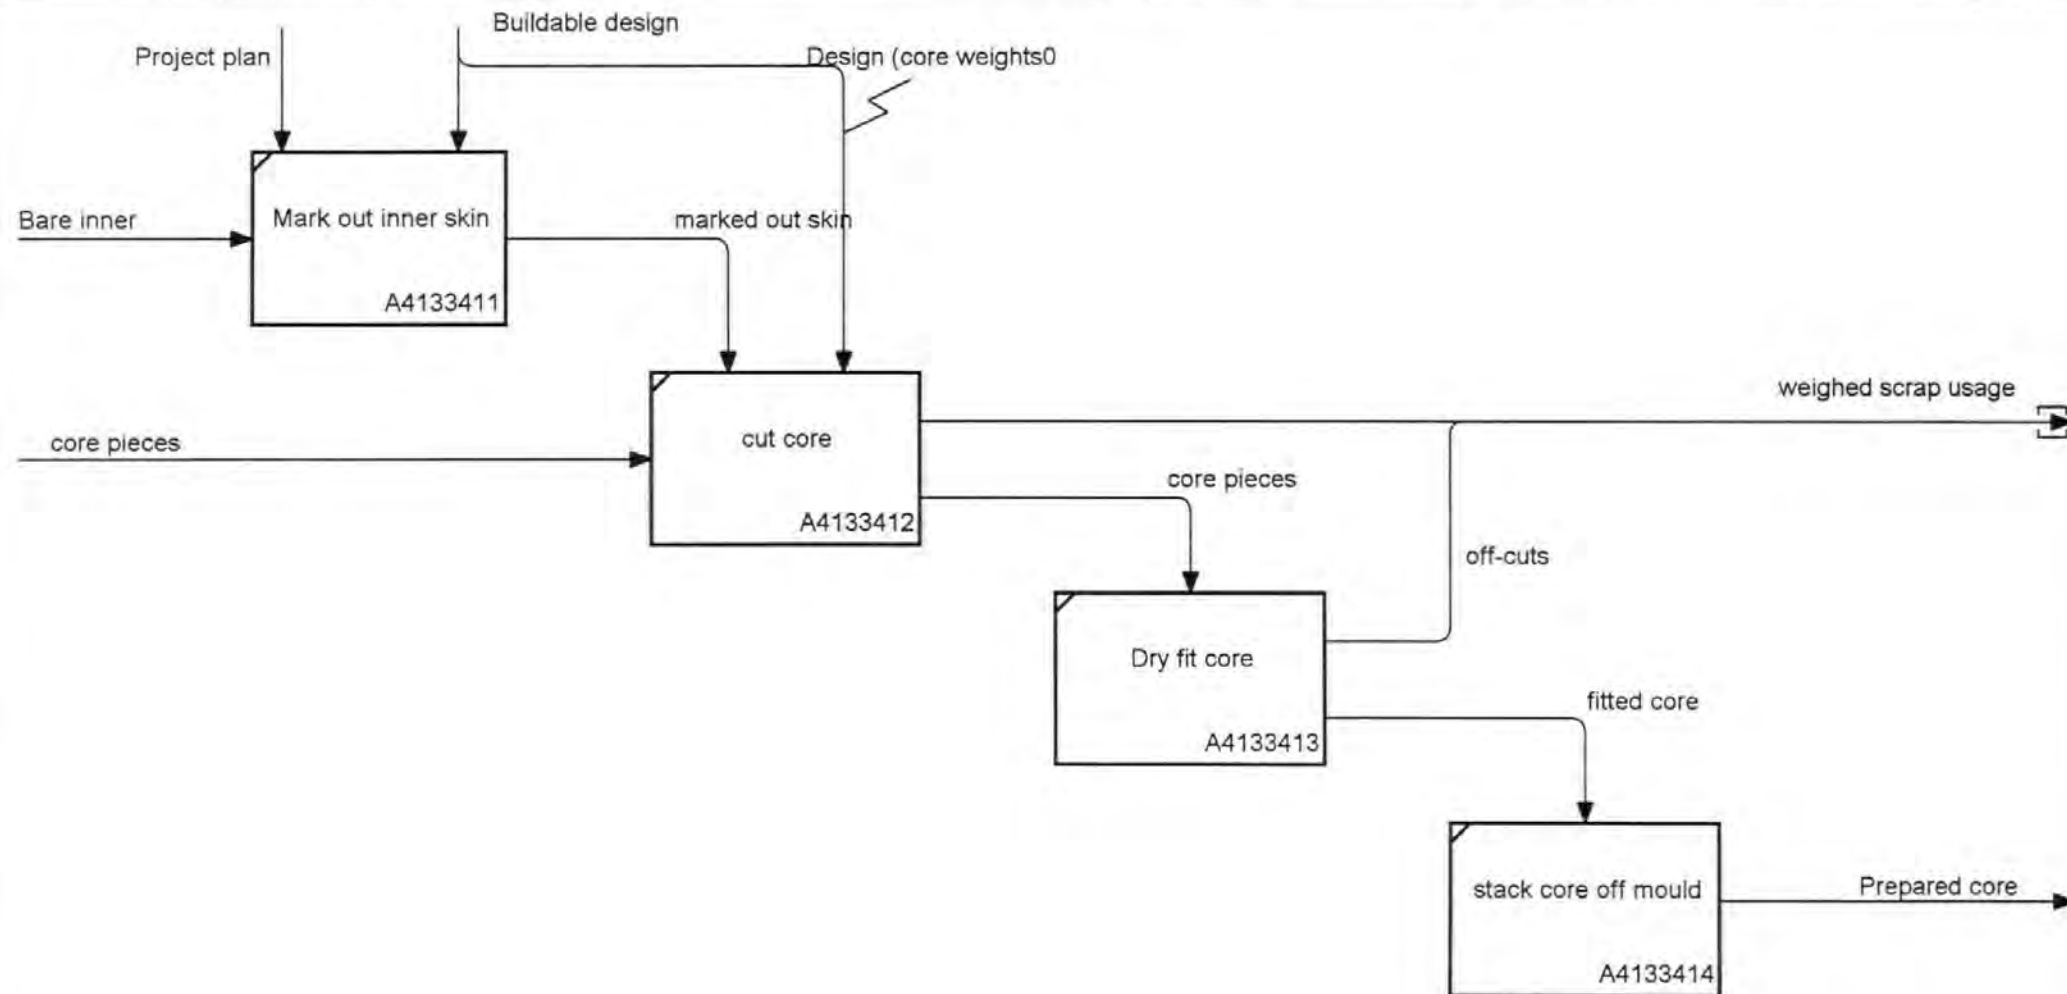 Buildable design
Project plan
Design (core weights0
Bare inner
Mark out inner skin
marked out skin
A4133411
weighed scrap usage
core pieces
cut core
core pieces
A4133412
off-cuts
Dry fit core
fitted core
A4133413
stack core off mould
Prepared core
A4133414